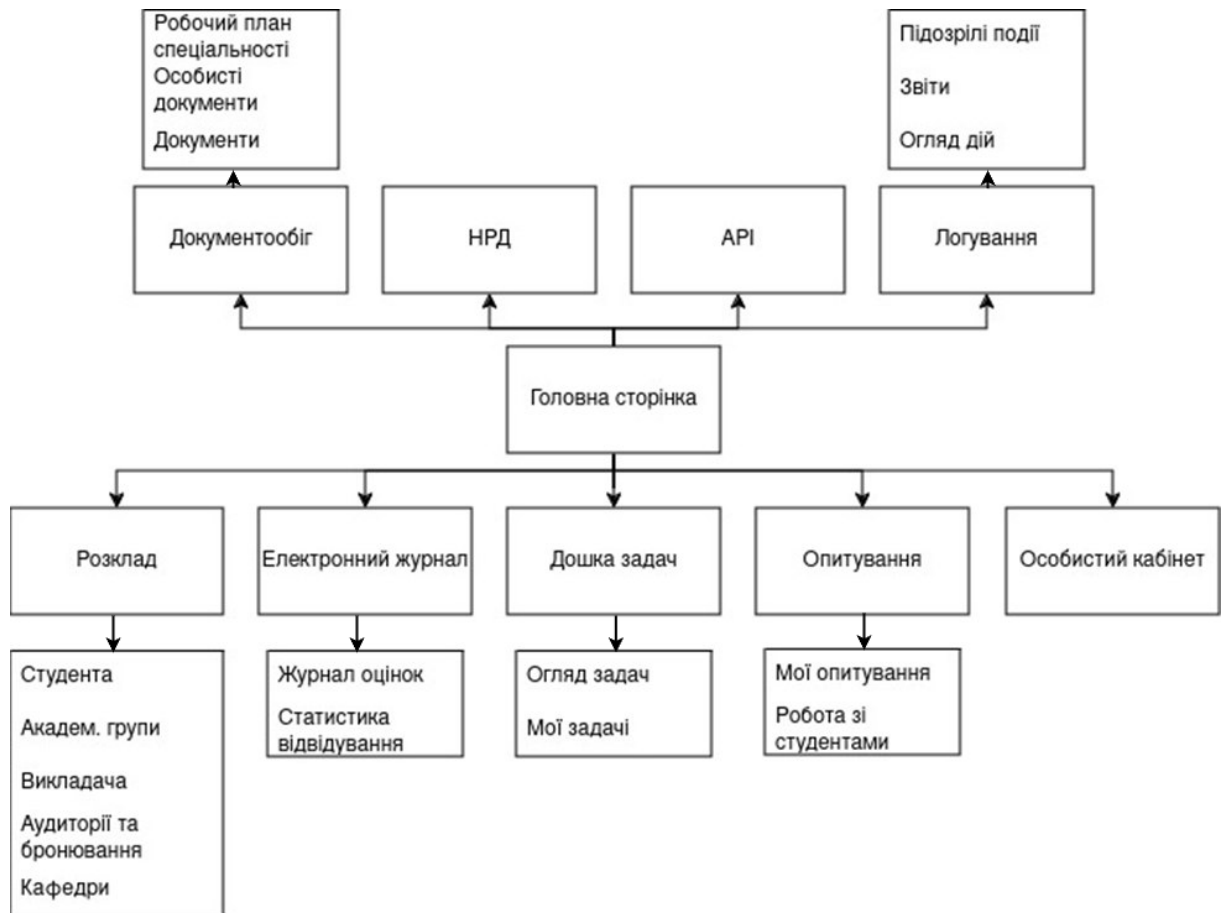 Робочий план
спеціальності
Особисті
документи
Документи
Підозрілі події
Звіти
Огляд дій
Документообіг
НРД
API
Логування
Головна сторінка
Розклад
Електронний журнал
Дошка задач
Опитування
Особистий кабінет
Студента
Академ. групи
Викладача
Аудиторії та
бронювання
Кафедри
Журнал оцінок
Статистика
відвідування
Огляд задач
Мої задачі
Мої опитування
Робота зі
студентами